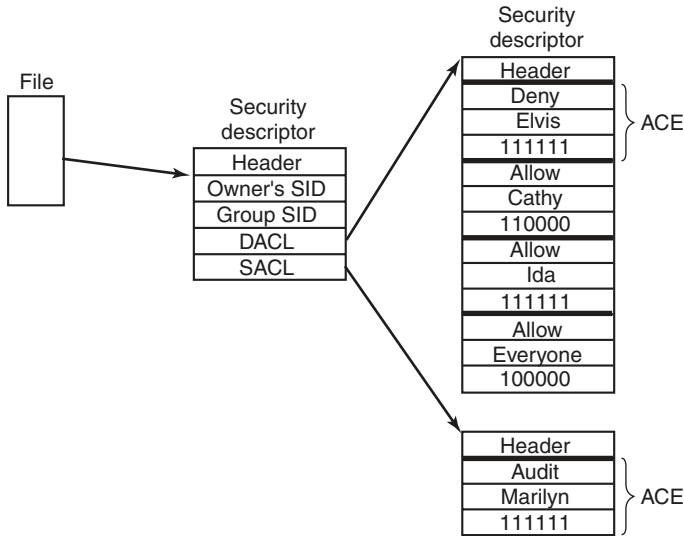 File
Security
descriptor
Header
Owner's SID
Group SID
DACL
SACL
Security
descriptor
Header
Deny
Elvis
111111
ACE
Allow
Cathy
110000
Allow
Ida
111111
Allow
Everyone
100000
Header
Audit
Marilyn
111111
ACE